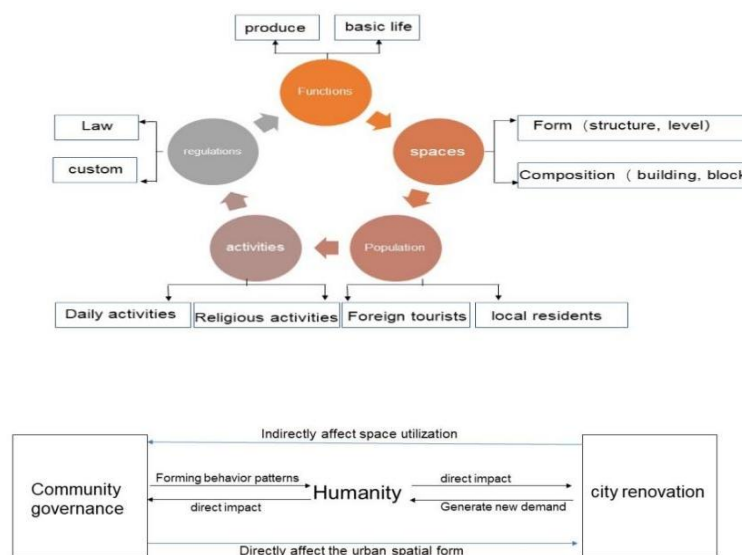 produce
basic life
Functions
Law
custom
regulations
spaces
Form（structure, level）
Composition（ building, block
activities
Population
Daily activities
Religious activities
Foreign tourists
local residents
Indirectly affect space utilization
Community
governance
Forming behavior patterns
direct impact
Humanity
direct impact
Generate new demand
city renovation
Directly affect the urban spatial form